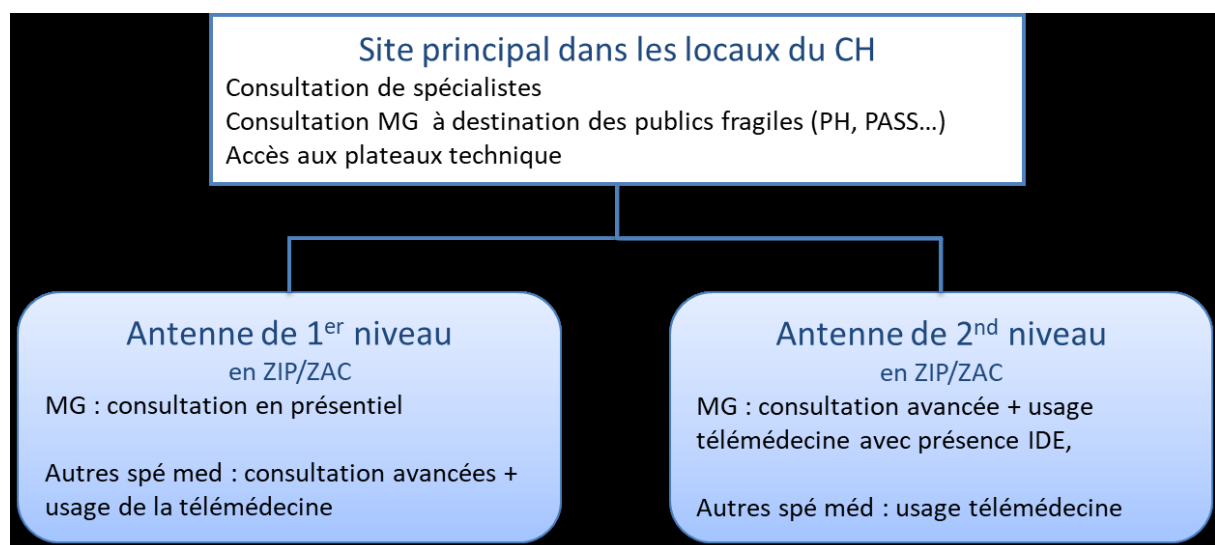 Site principal dans les locaux du CH
Consultation de spécialistes
Consultation MG à destination des publics fragiles (PH, PASS…)
Accès aux plateaux technique
Antenne de 1er niveau
en ZIP/ZAC
MG : consultation en présentiel
Autres spé med : consultation avancées +
usage de la télémédecine
Antenne de 2nd niveau
en ZIP/ZAC
MG : consultation avancée + usage
télémédecine avec présence IDE,
Autres spé méd : usage télémédecine